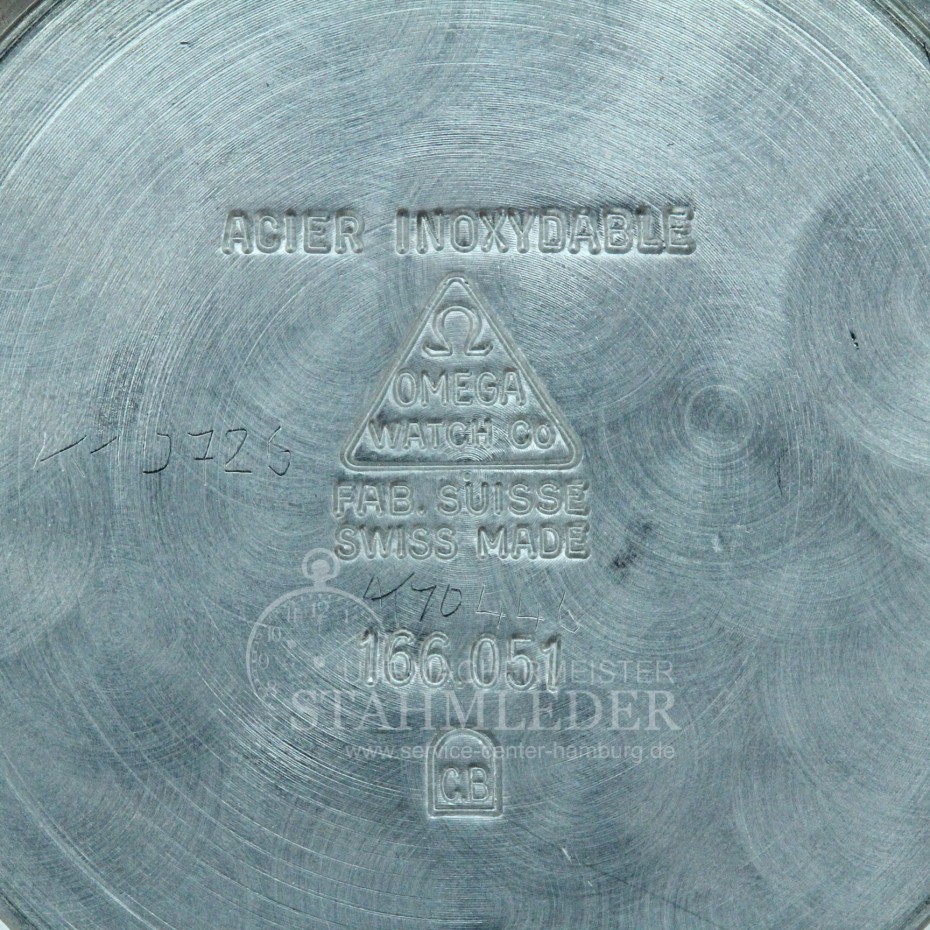 ACIER INOXYDABLE
Ω
OMEGA
WATCH Co
FAB. SUISSE
SWISS MADE
166.051
STAHMLEDER
www.service-center-hamburg.de
C.B